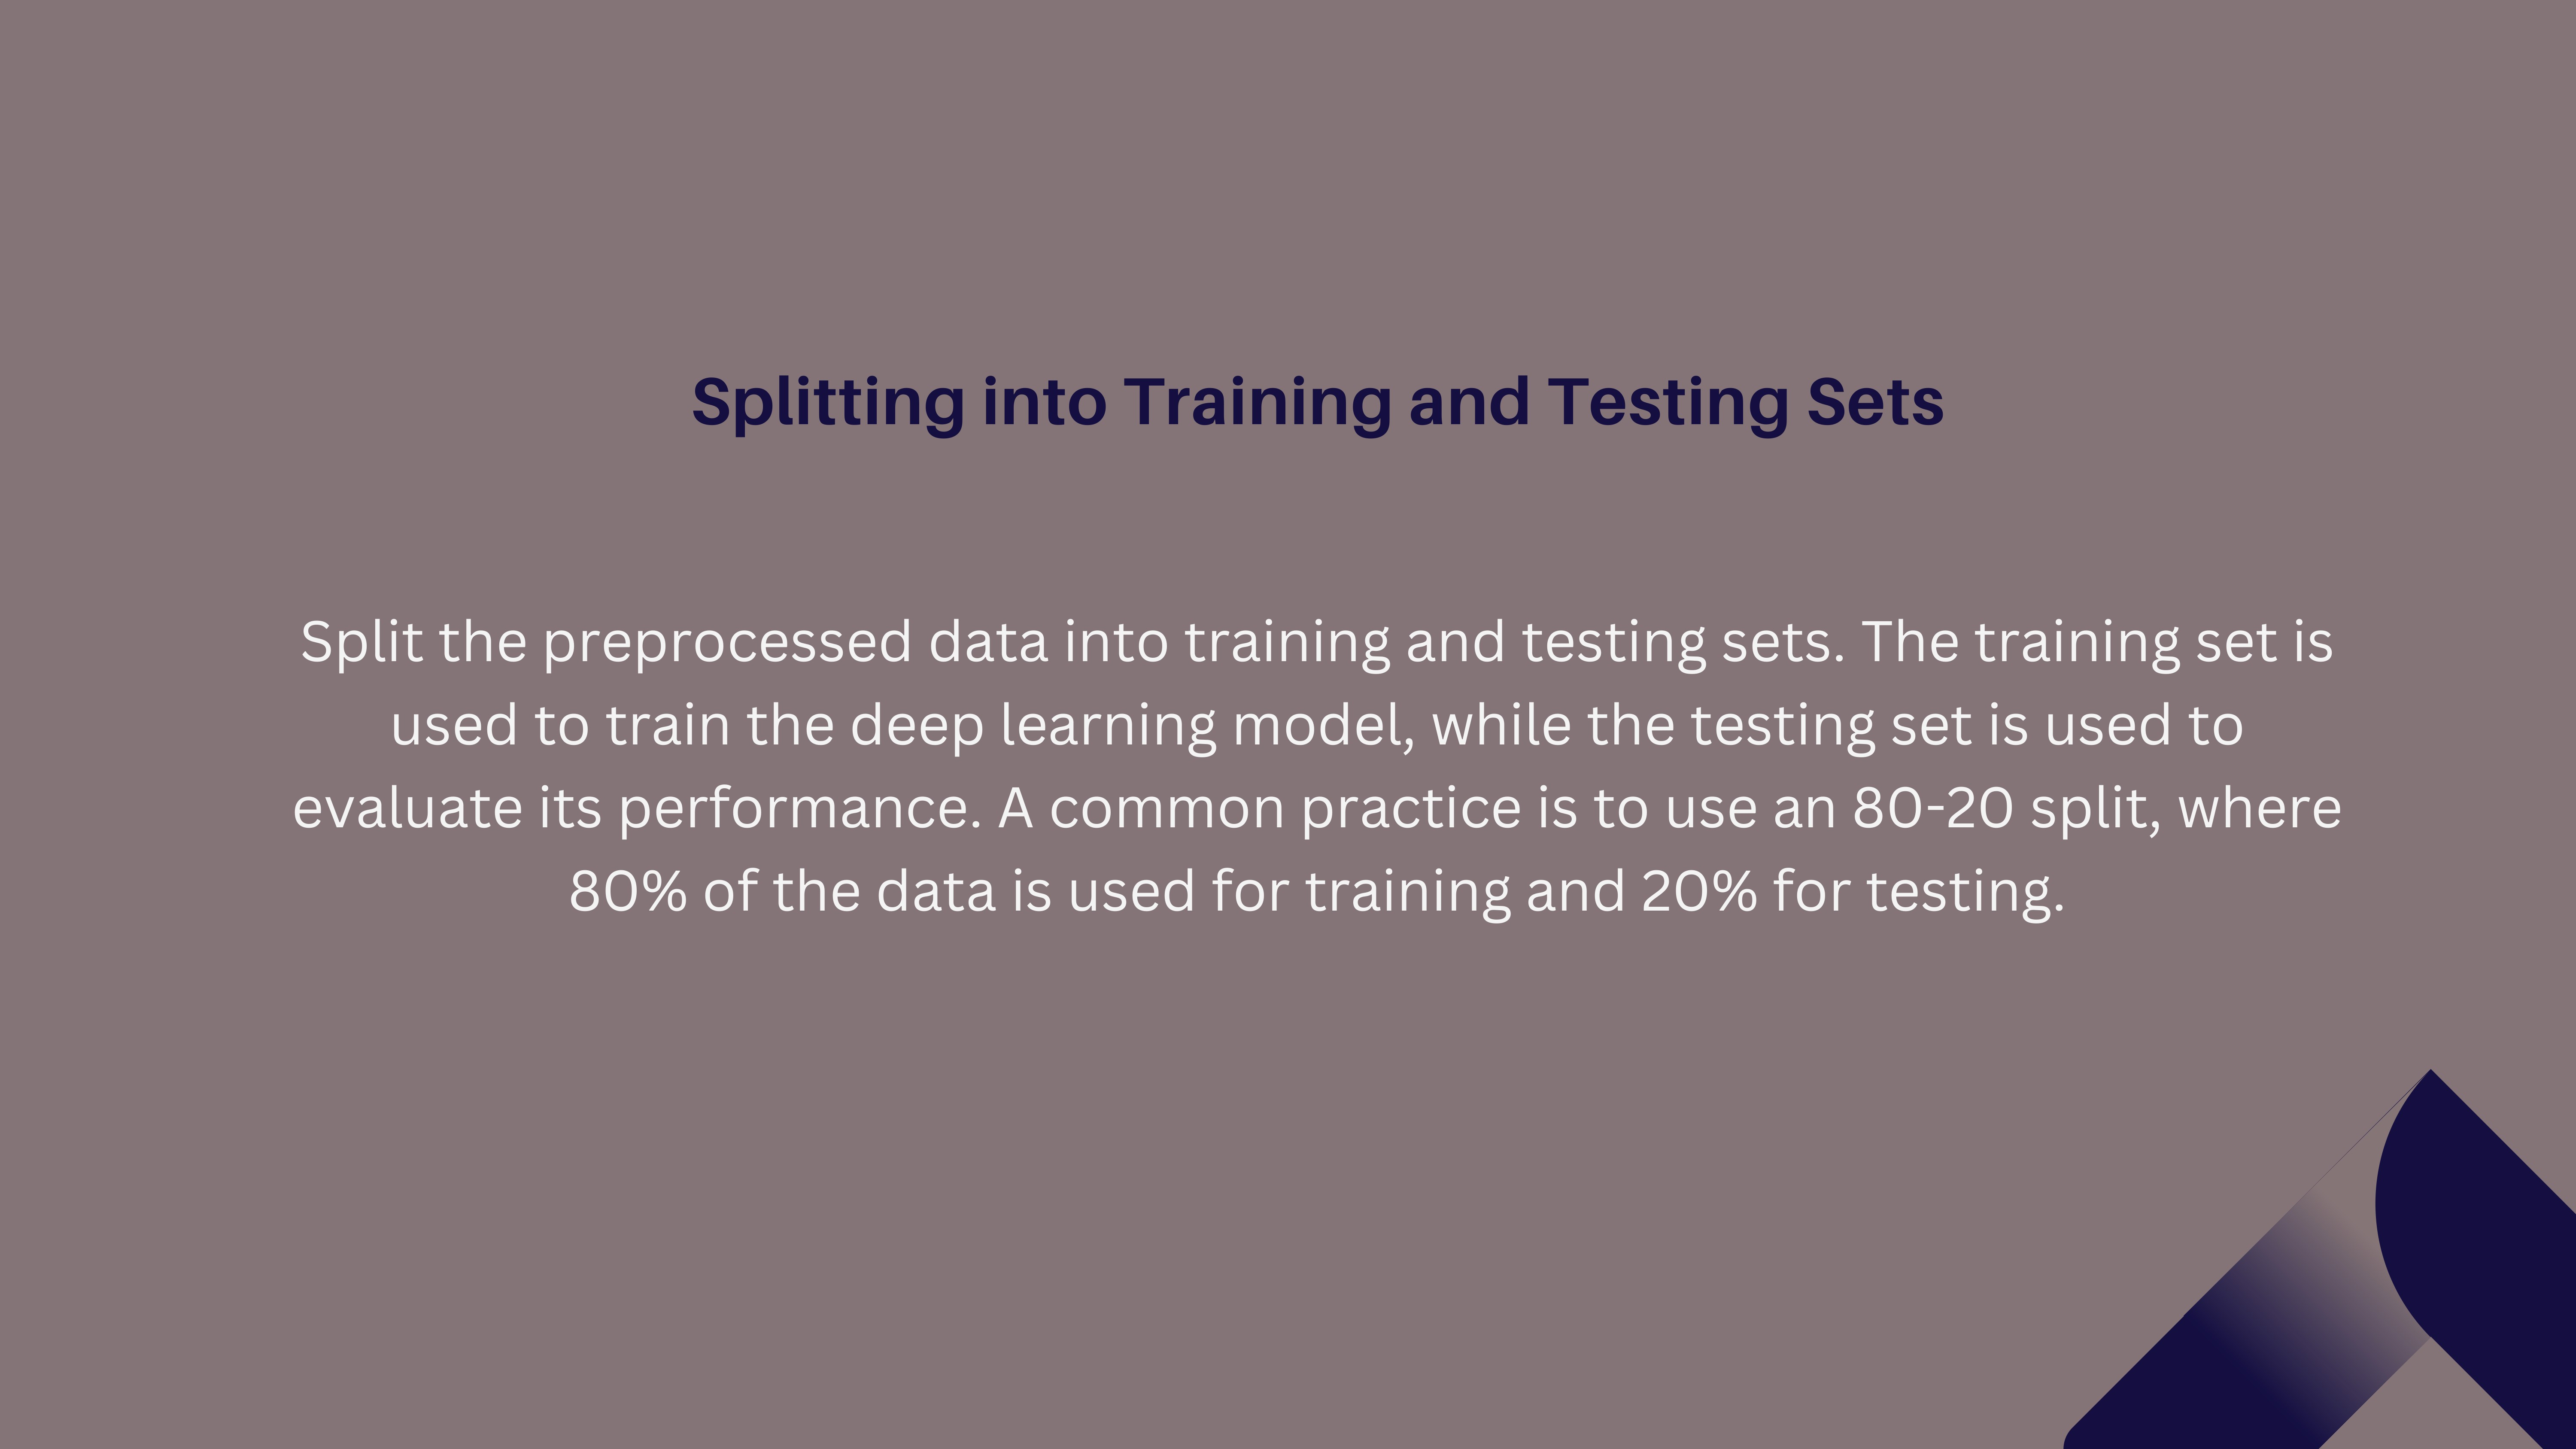 Splitting into Training and Testing Sets
Split the preprocessed data into training and testing sets. The training set is
used to train the deep learning model, while the testing set is used to
evaluate its performance. A common practice is to use an 80-20 split, where
80% of the data is used for training and 20% for testing.